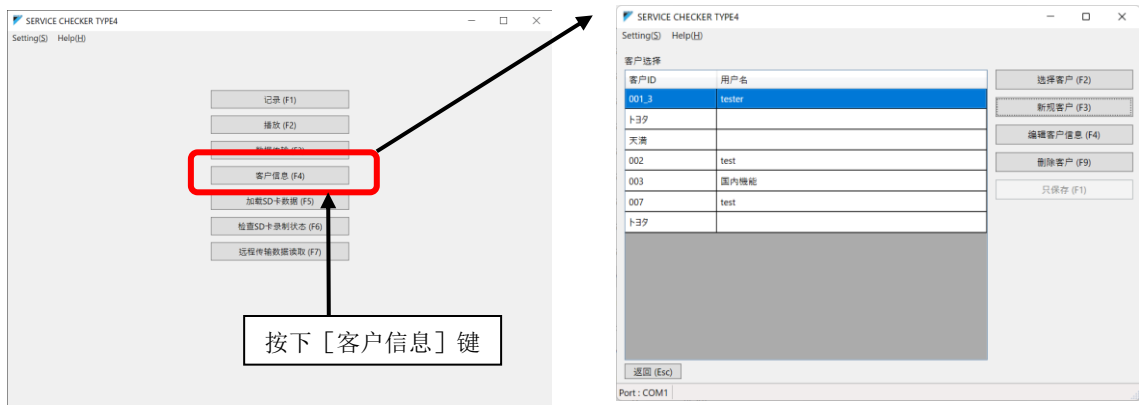 SERVICE CHECKER TYPE4
Setting(S) Help(H)
记录 (F1)
播放 (F2)
数据传输 (F3)
客户信息 (F4)
加载SD卡数据 (F5)
检查SD卡录制状态 (F6)
远程传输数据读取 (F7)
按下［客户信息］键
SERVICE CHECKER TYPE4
Setting(S) Help(H)
客户选择
客户ID 用户名
001_3 tester
トヨタ
天满
002 test
003 国内機能
007 test
トヨタ
选择客户 (F2)
新规客户 (F3)
编辑客户信息 (F4)
删除客户 (F9)
只保存 (F1)
返回 (Esc)
Port : COM1